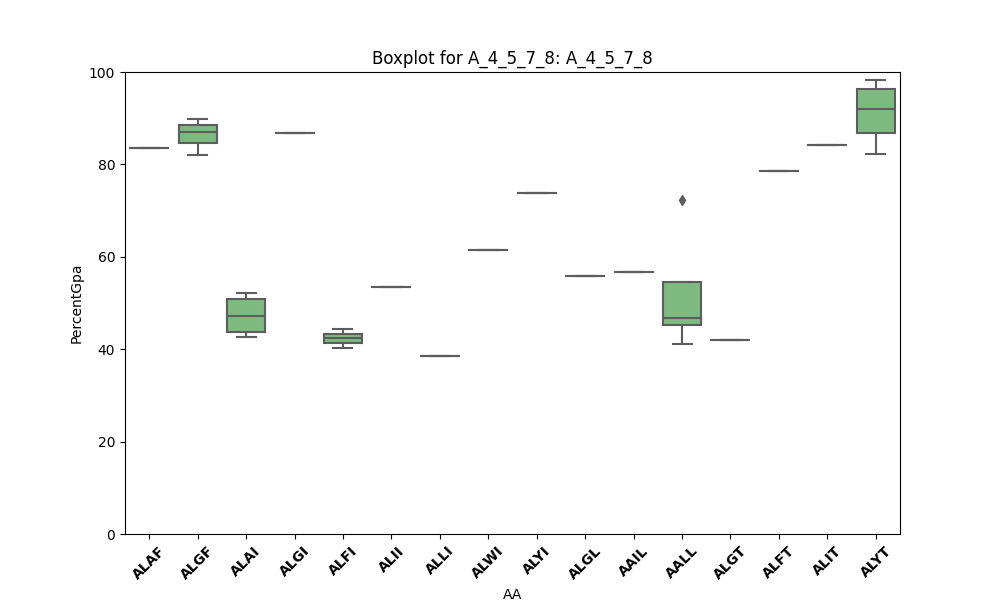 Boxplot for A_4_5_7_8: A_4_5_7_8
PercentGpa
100
80
60
40
20
0
ALAF ALGF ALAI ALGI ALFI ALII ALLI ALWI ALYI ALGL AAIL AALL ALGT ALFT ALIT ALYT
AA